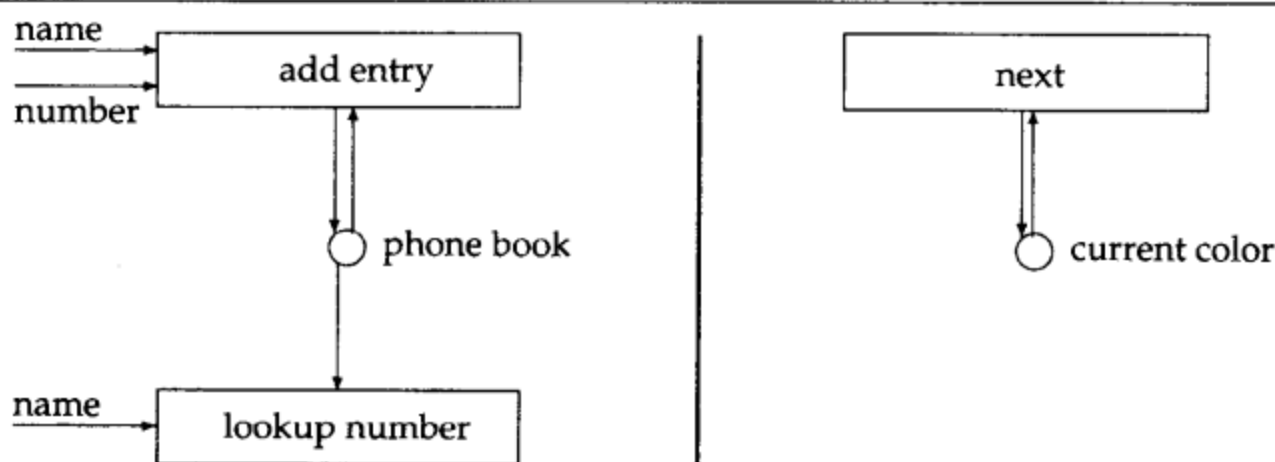 name
add entry
number
phone book
name
lookup number
next
current color